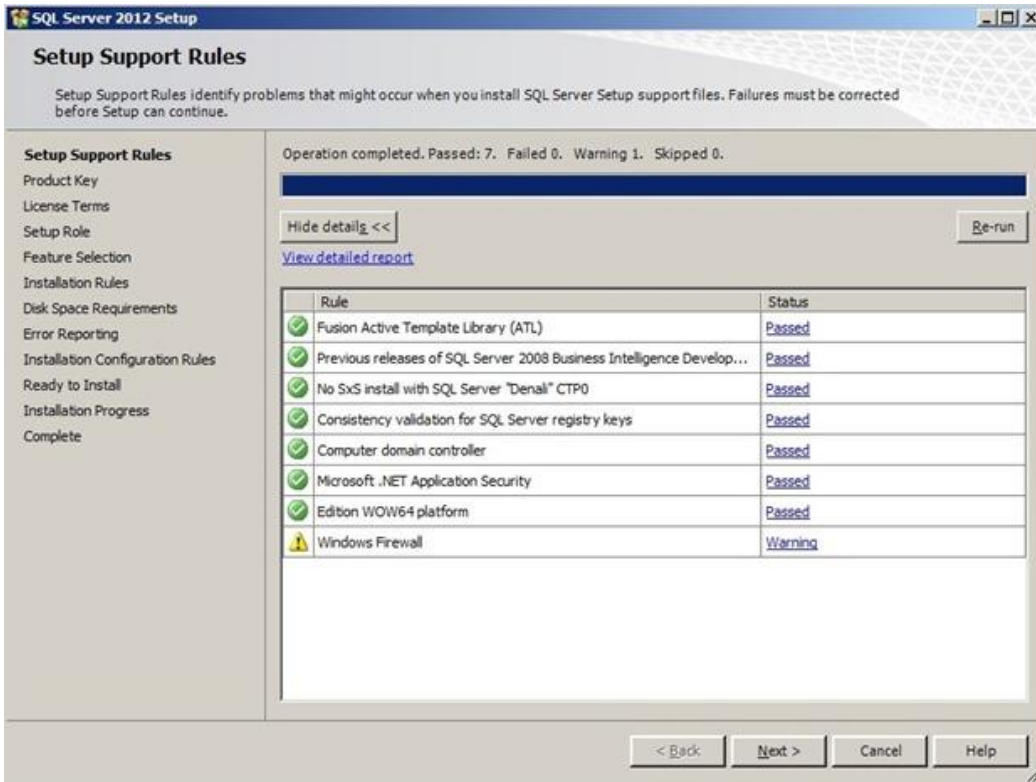 SQL Server 2012 Setup
Setup Support Rules
Setup Support Rules identify problems that might occur when you install SQL Server Setup support files. Failures must be corrected
before Setup can continue.
Setup Support Rules
Product Key
License Terms
Setup Role
Feature Selection
Installation Rules
Disk Space Requirements
Error Reporting
Installation Configuration Rules
Ready to Install
Installation Progress
Complete
Operation completed. Passed: 7. Failed 0. Warning 1. Skipped 0.
Hide details <<
Re-run
View detailed report
Rule Status
Fusion Active Template Library (ATL) Passed
Previous releases of SQL Server 2008 Business Intelligence Develop... Passed
No SxS install with SQL Server "Denali" CTP0 Passed
Consistency validation for SQL Server registry keys Passed
Computer domain controller Passed
Microsoft .NET Application Security Passed
Edition WOW64 platform Passed
Windows Firewall Warning
< Back Next > Cancel Help